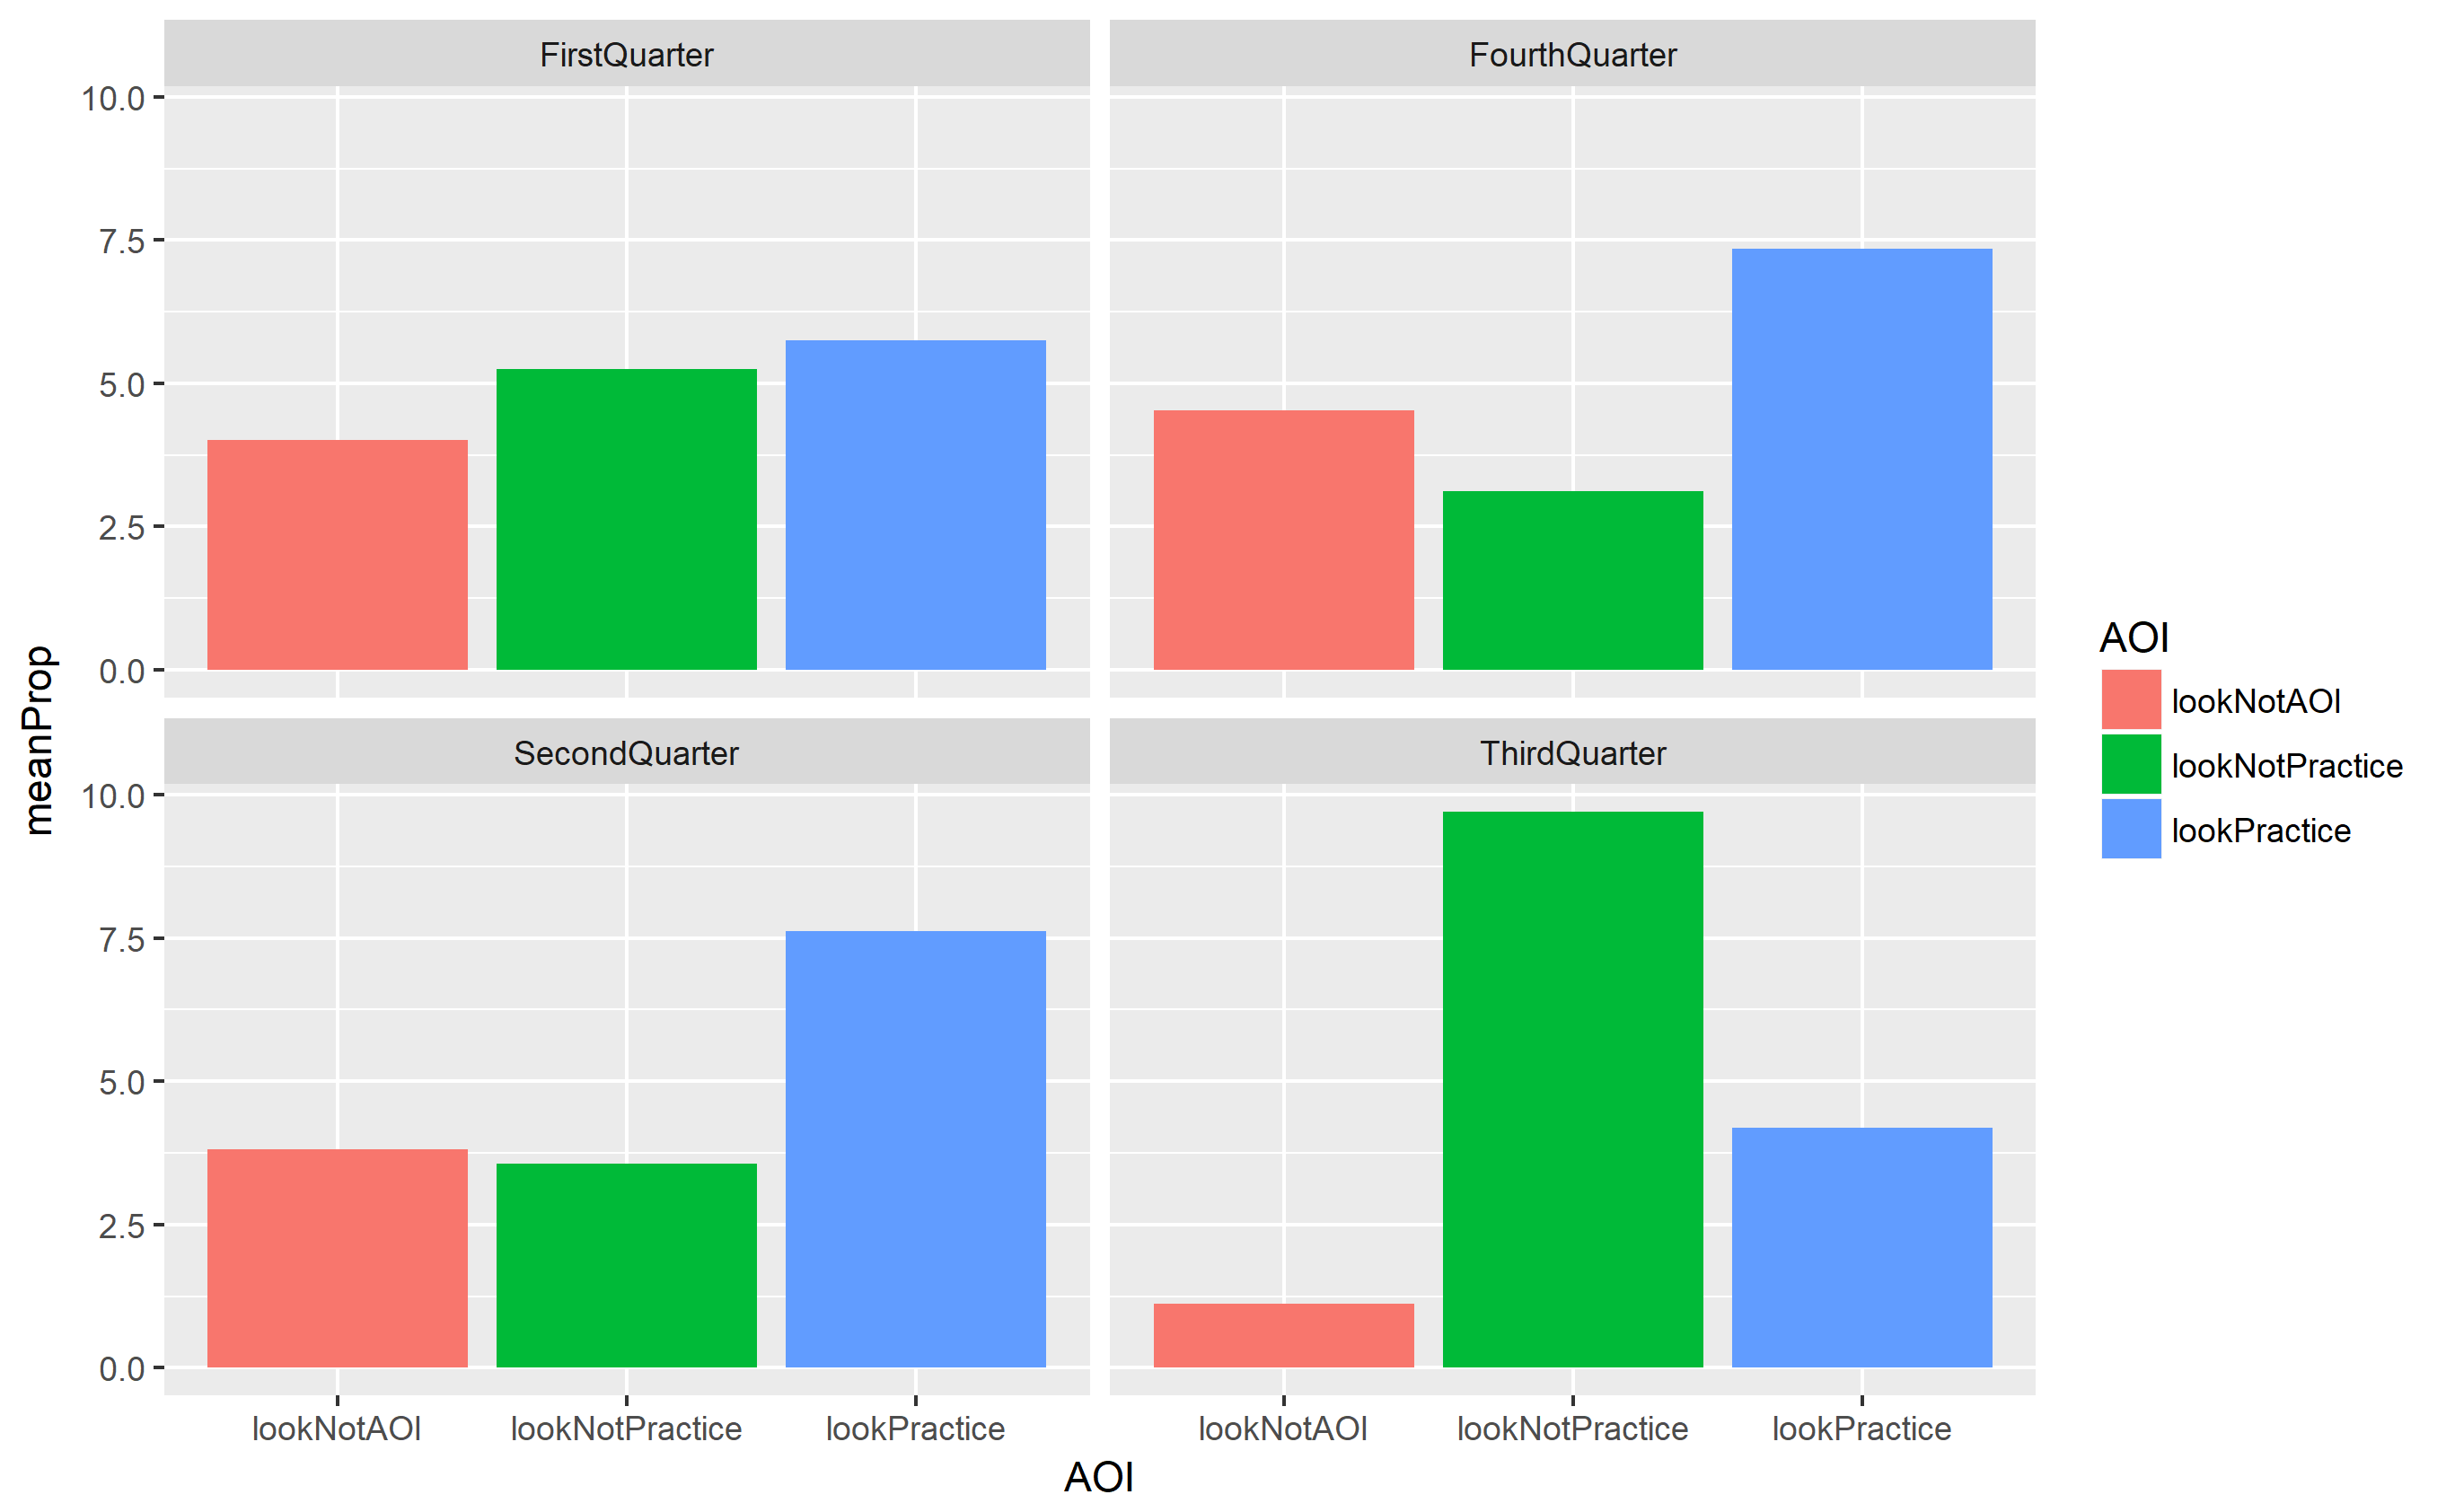 FirstQuarter
FourthQuarter
10.0
7.5
5.0
2.5
0.0
SecondQuarter
ThirdQuarter
10.0
7.5
5.0
2.5
0.0
meanProp
lookNotAOI
lookNotPractice
lookPractice
lookNotAOI
lookNotPractice
lookPractice
AOI
AOI
lookNotAOI
lookNotPractice
lookPractice